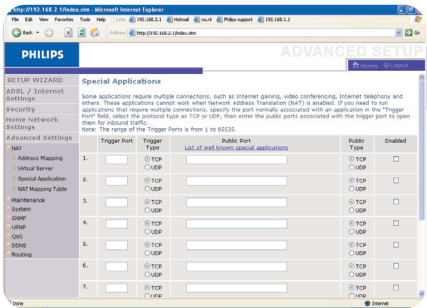 http://192.168.2.1/index.stm - Microsoft Internet Explorer
File Edit View Favorites Tools Help Links 192.168.2.1 Hotmail nu.nl Philips support 192.168.1.1
Back Address http://192.168.2.1/index.stm Go
PHILIPS
ADVANCED SETUP
Home Logout
SETUP WIZARD
ADSL / Internet Settings
Security
Home Network Settings
Advanced Settings
NAT
Address Mapping
Virtual Server
Special Application
NAT Mapping Table
Maintenance
System
SNMP
UPNP
QoS
DDNS
Routing
Special Applications
Some applications require multiple connections, such as Internet gaming, video conferencing, Internet telephony and
others. These applications cannot work when Network Address Translation (NAT) is enabled. If you need to run
applications that require multiple connections, specify the port normally associated with an application in the "Trigger
Port" field, select the protocol type as TCP or UDP, then enter the public ports associated with the trigger port to open
them for inbound traffic.
Note: The range of the Trigger Ports is from 1 to 65535.
Trigger Port Trigger Type Public Port Public Type Enabled
List of well known special applications
1. TCP TCP
UDP UDP
2. TCP TCP
UDP UDP
3. TCP TCP
UDP UDP
4. TCP TCP
UDP UDP
5. TCP TCP
UDP UDP
6. TCP TCP
UDP UDP
7. TCP TCP
UDP UDP
Done Internet